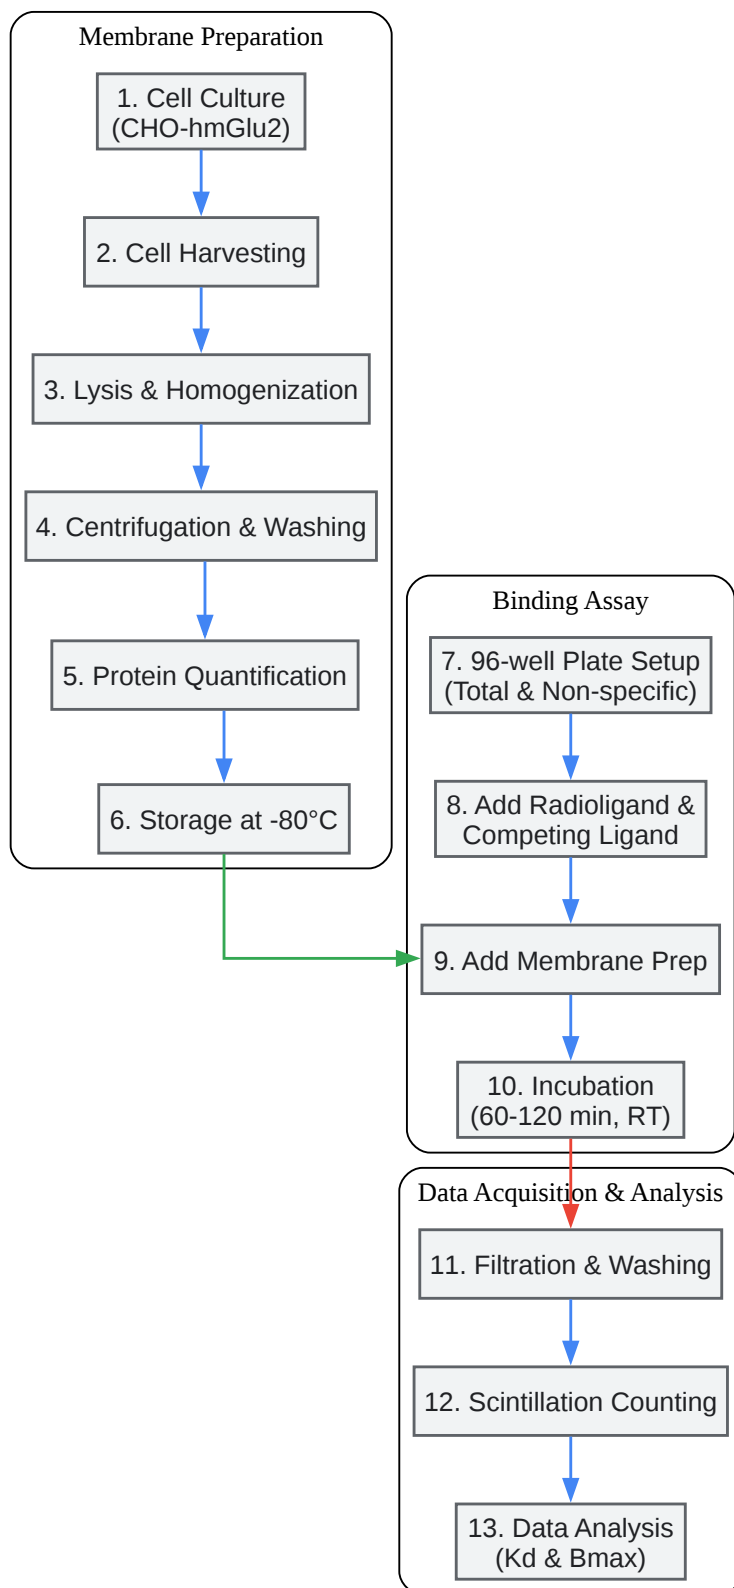 Membrane Preparation
1. Cell Culture
(CHO-hmGlu2)
2. Cell Harvesting
3. Lysis & Homogenization
4. Centrifugation & Washing
5. Protein Quantification
6. Storage at -80°C
Binding Assay
7. 96-well Plate Setup
(Total & Non-specific)
8. Add Radioligand &
Competing Ligand
9. Add Membrane Prep
10. Incubation
(60-120 min, RT)
Data Acquisition & Analysis
11. Filtration & Washing
12. Scintillation Counting
13. Data Analysis
(Kd & Bmax)